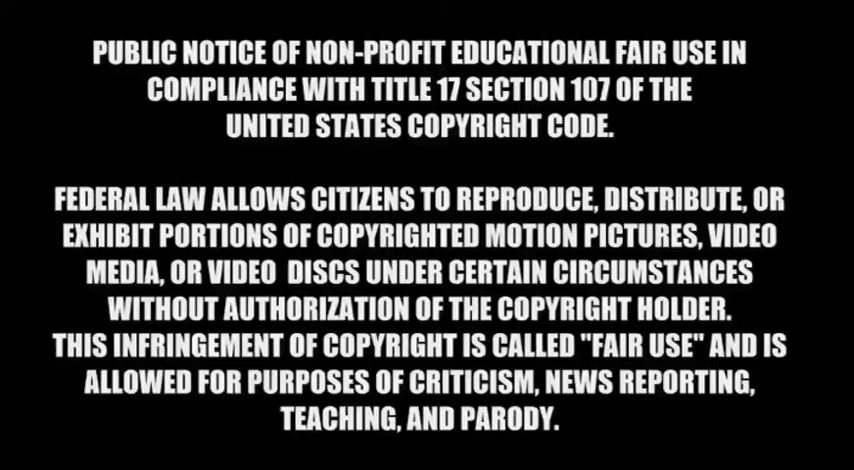 PUBLIC NOTICE OF NON-PROFIT EDUCATIONAL FAIR USE IN
COMPLIANCE WITH TITLE 17 SECTION 107 OF THE
UNITED STATES COPYRIGHT CODE.
FEDERAL LAW ALLOWS CITIZENS TO REPRODUCE, DISTRIBUTE, OR
EXHIBIT PORTIONS OF COPYRIGHTED MOTION PICTURES, VIDEO
MEDIA, OR VIDEO DISCS UNDER CERTAIN CIRCUMSTANCES
WITHOUT AUTHORIZATION OF THE COPYRIGHT HOLDER.
THIS INFRINGEMENT OF COPYRIGHT IS CALLED "FAIR USE" AND IS
ALLOWED FOR PURPOSES OF CRITICISM, NEWS REPORTING,
TEACHING, AND PARODY.